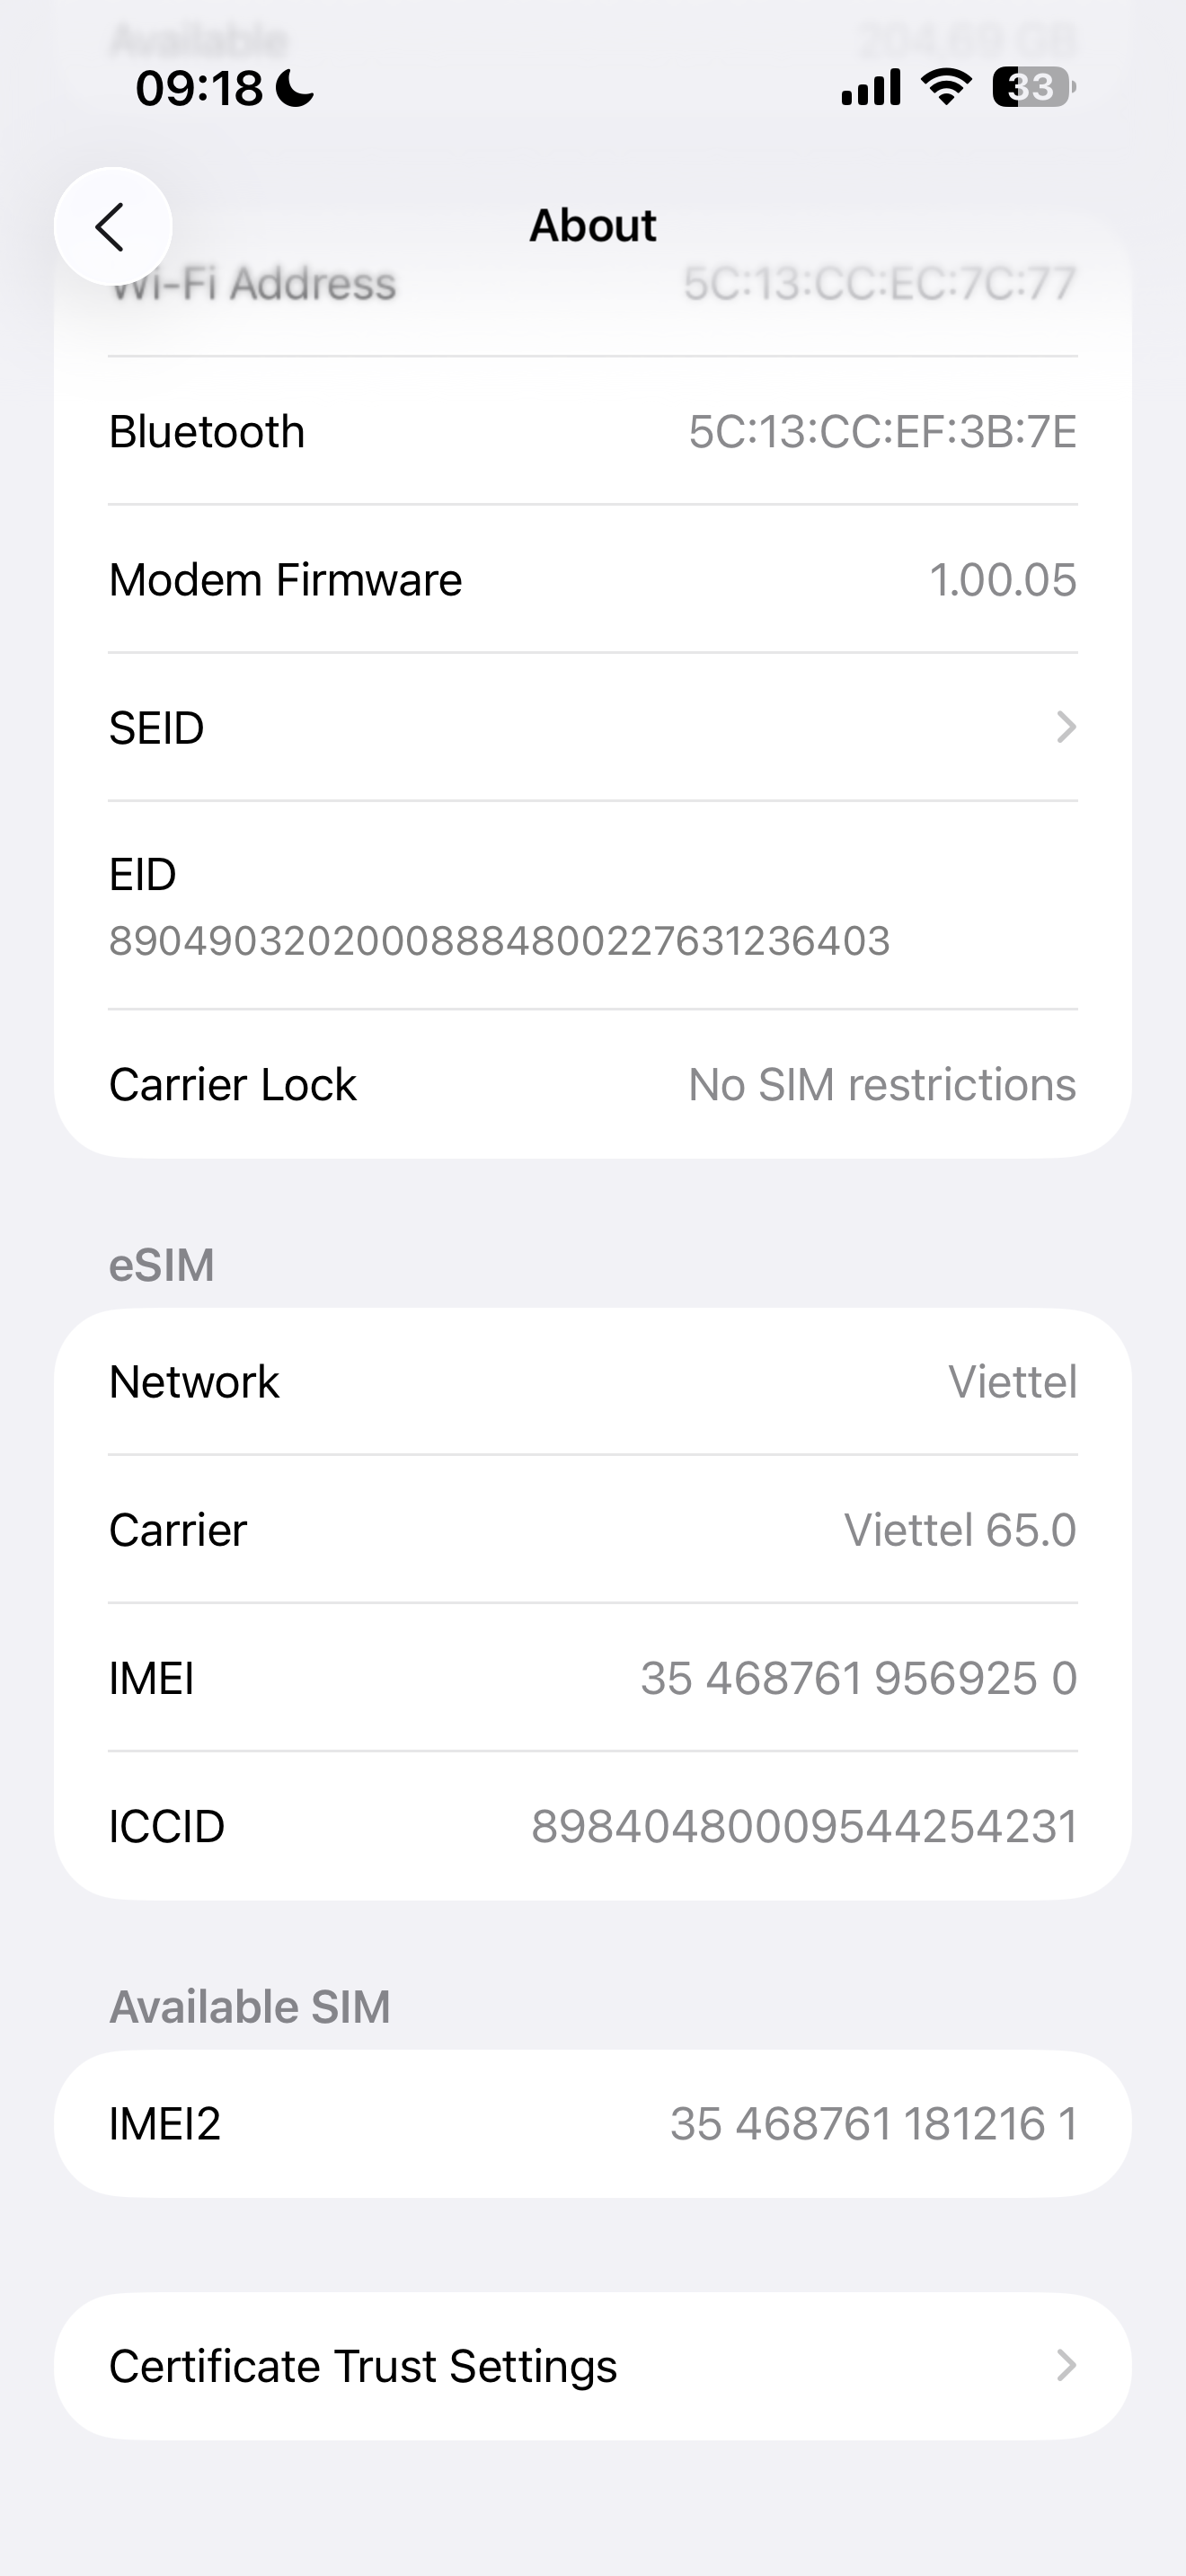 Available 204.69 GB
09:18 33
About
Wi-Fi Address 5C:13:CC:EC:7C:77
Bluetooth 5C:13:CC:EF:3B:7E
Modem Firmware 1.00.05
SEID
EID
89049032020008884800227631236403
Carrier Lock No SIM restrictions
eSIM
Network Viettel
Carrier Viettel 65.0
IMEI 35 468761 956925 0
ICCID 89840480009544254231
Available SIM
IMEI2 35 468761 181216 1
Certificate Trust Settings